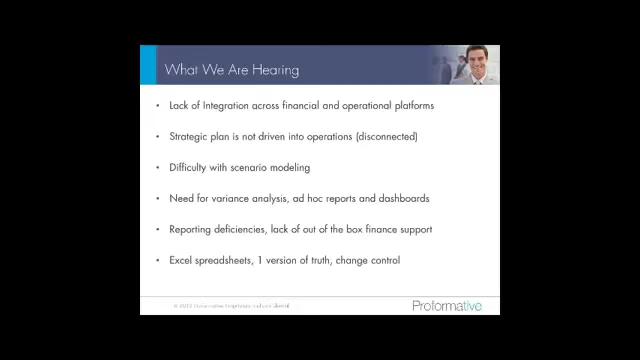 What We Are Hearing
• Lack of Integration across financial and operational platforms
• Strategic plan is not driven into operations (disconnected)
• Difficulty with scenario modeling
• Need for variance analysis, ad hoc reports and dashboards
• Reporting deficiencies, lack of out of the box finance support
• Excel spreadsheets, 1 version of truth, change control
Proformative